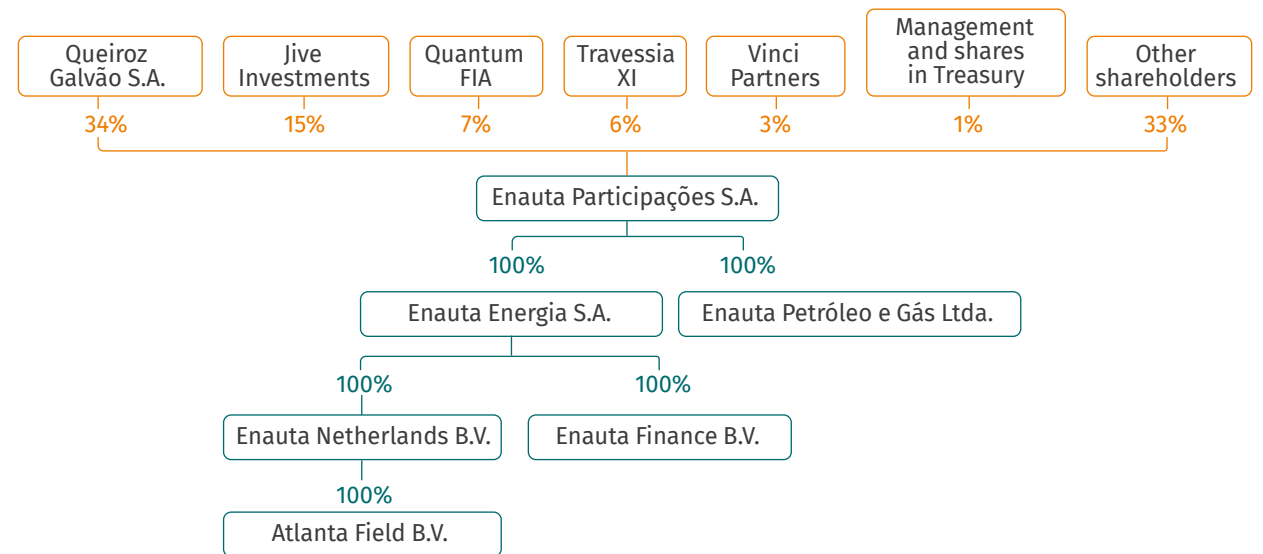 Queiroz
Galvão S.A.
Jive
Investments
Quantum
FIA
Travessia
XI
Vinci
Partners
Management
and shares
in Treasury
Other
shareholders
34%
15%
7%
6%
3%
1%
33%
Enauta Participações S.A.
100%
100%
Enauta Energia S.A.
Enauta Petróleo e Gás Ltda.
100%
100%
Enauta Netherlands B.V.
Enauta Finance B.V.
100%
Atlanta Field B.V.